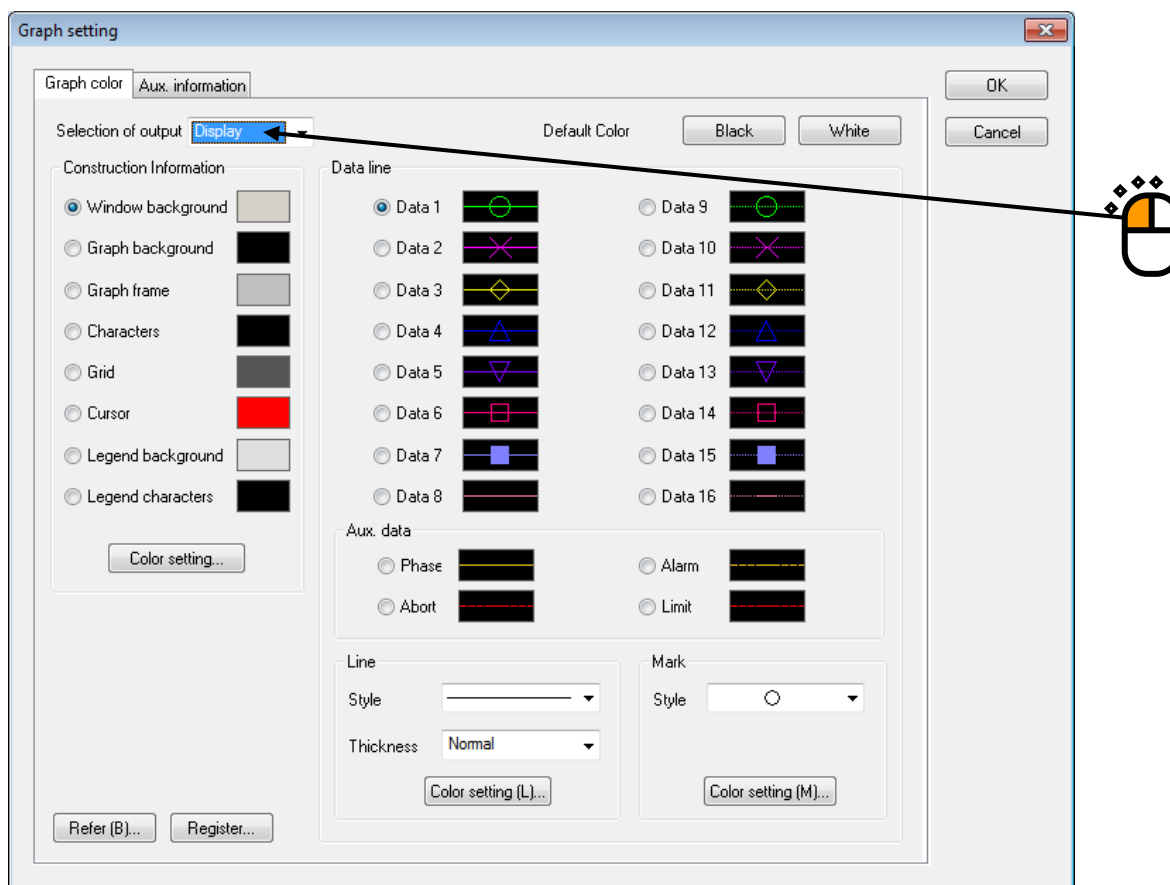 Graph setting
Graph color
Aux. information
OK
Selection of output
Display
Default Color
Black
White
Cancel
Construction Information
Window background
Graph background
Graph frame
Characters
Grid
Cursor
Legend background
Legend characters
Color setting...
Data line
Data 1
Data 9
Data 2
Data 10
Data 3
Data 11
Data 4
Data 12
Data 5
Data 13
Data 6
Data 14
Data 7
Data 15
Data 8
Data 16
Aux. data
Phase
Alarm
Abort
Limit
Line
Style
Thickness
Normal
Color setting (L)...
Mark
Style
Color setting (M)...
Refer (B)...
Register...